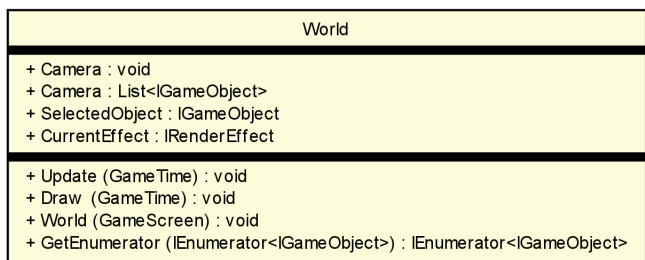 World
+ Camera : void
+ Camera : List<IGameObject>
+ SelectedObject : IGameObject
+ CurrentEffect : IRenderEffect
+ Update (GameTime) : void
+ Draw (GameTime) : void
+ World (GameScreen) : void
+ GetEnumerator (IEnumerator<IGameObject>) : IEnumerator<IGameObject>